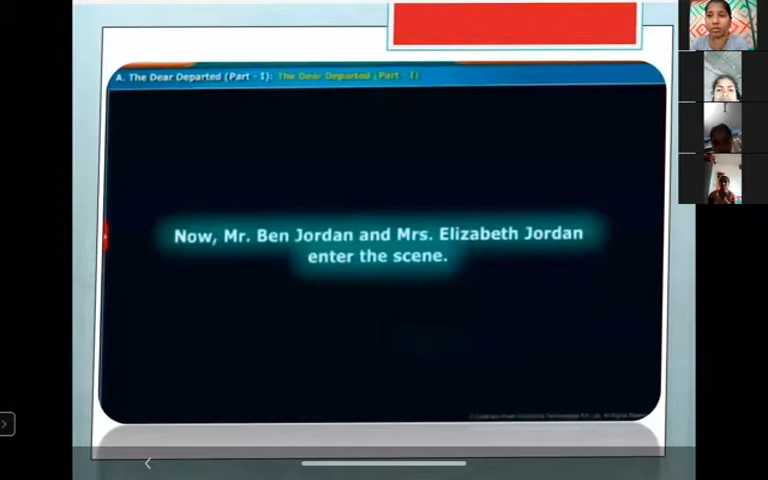 A. The Dear Departed (Part - I): The Dear Departed (Part - I)
Now, Mr. Ben Jordan and Mrs. Elizabeth Jordan
enter the scene.